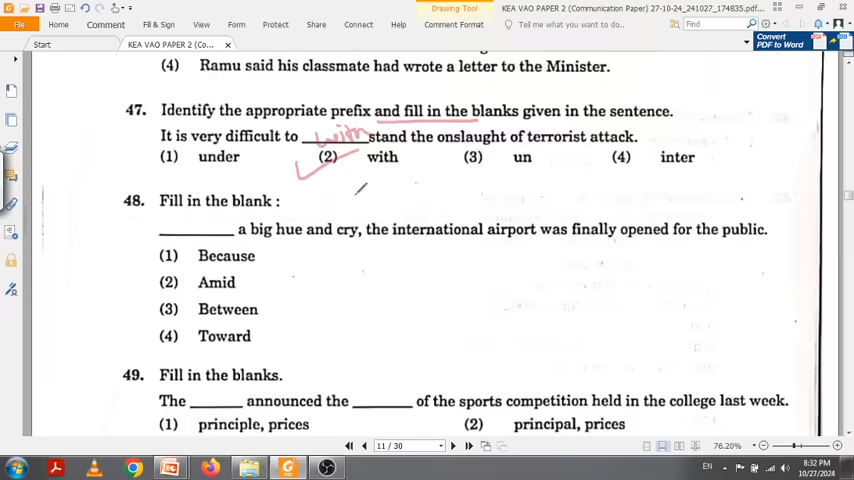 Drawing Tool
KEA VAO PAPER 2 (Communication Paper) 27-10-24_241027_174835.pdf...
File
Comment
Fill & Sign
View
Form
Protect
Share
Connect
Help
Comment Format
Tell me what you want to do...
Find
Start
KEA VAO PAPER 2 (Co...
Convert
PDF to Word
(4) Ramu said his classmate had wrote a letter to the Minister.
47. Identify the appropriate prefix and fill in the blanks given in the sentence.
with
It is very difficult to ______stand the onslaught of terrorist attack.
(1) under (2) with (3) un (4) inter
48. Fill in the blank :
______ a big hue and cry, the international airport was finally opened for the public.
(1) Because
(2) Amid
(3) Between
(4) Toward
49. Fill in the blanks.
The ______ announced the ______ of the sports competition held in the college last week.
(1) principle, prices (2) principal, prices
11 / 30
76.20%
EN
8:32 PM
10/27/2024